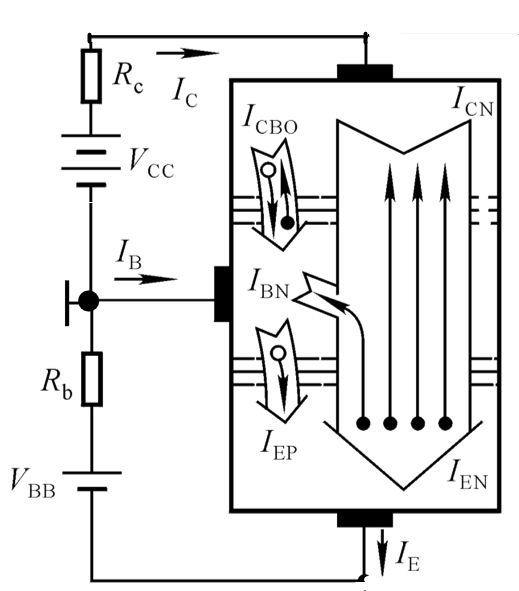 R_c
I_C
I_CN
I_CBO
V_CC
I_B
I_BN
R_b
I_EP
I_EN
V_BB
I_E